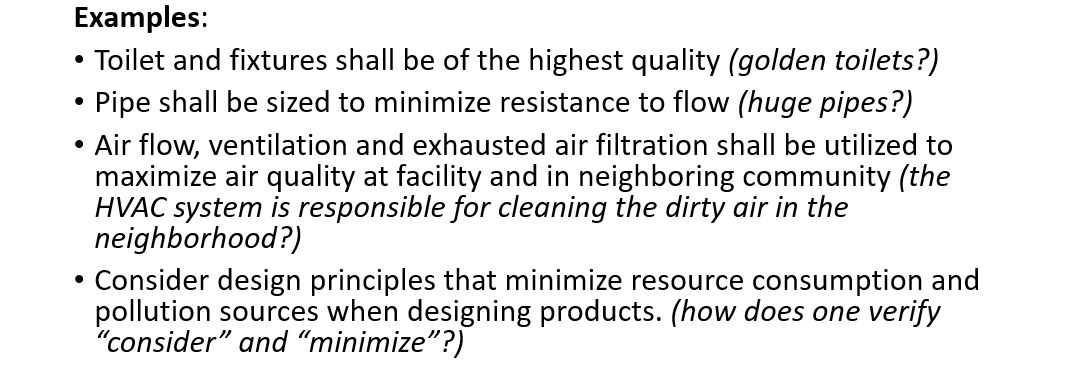 Examples:
• Toilet and fixtures shall be of the highest quality (golden toilets?)
• Pipe shall be sized to minimize resistance to flow (huge pipes?)
• Air flow, ventilation and exhausted air filtration shall be utilized to
maximize air quality at facility and in neighboring community (the
HVAC system is responsible for cleaning the dirty air in the
neighborhood?)
• Consider design principles that minimize resource consumption and
pollution sources when designing products. (how does one verify
“consider” and “minimize”?)